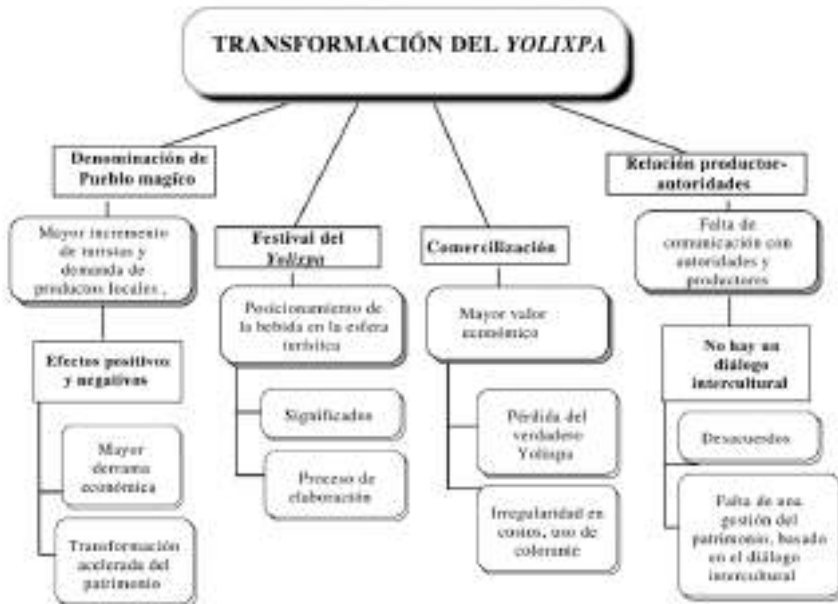 TRANSFORMACIÓN DEL YOLIXPA
Denominación de
Pueblo magico
Mayor incremento
de turistas y
demanda de
productos locales .
Efectos positivos
y negativos
Mayor
derrama
económica
Transformación
acelerada del
patrimonio
Festival del
Yolixpa
Posicionamiento de
la bebida en la esfera
turísitca
Significados
Proceso de
elaboración
Comercilización
Mayor valor
económico
Pérdida del
verdadero
Yolixpa
Irregularidad en
costos, uso de
colorante
Relación productor-
autoridades
Falta de
comunicación con
autoridades y
productores
No hay un
diálogo
intercultural
Desacuerdos
Falta de una
gestión del
patrimonio, basado
en el diálogo
intercultural